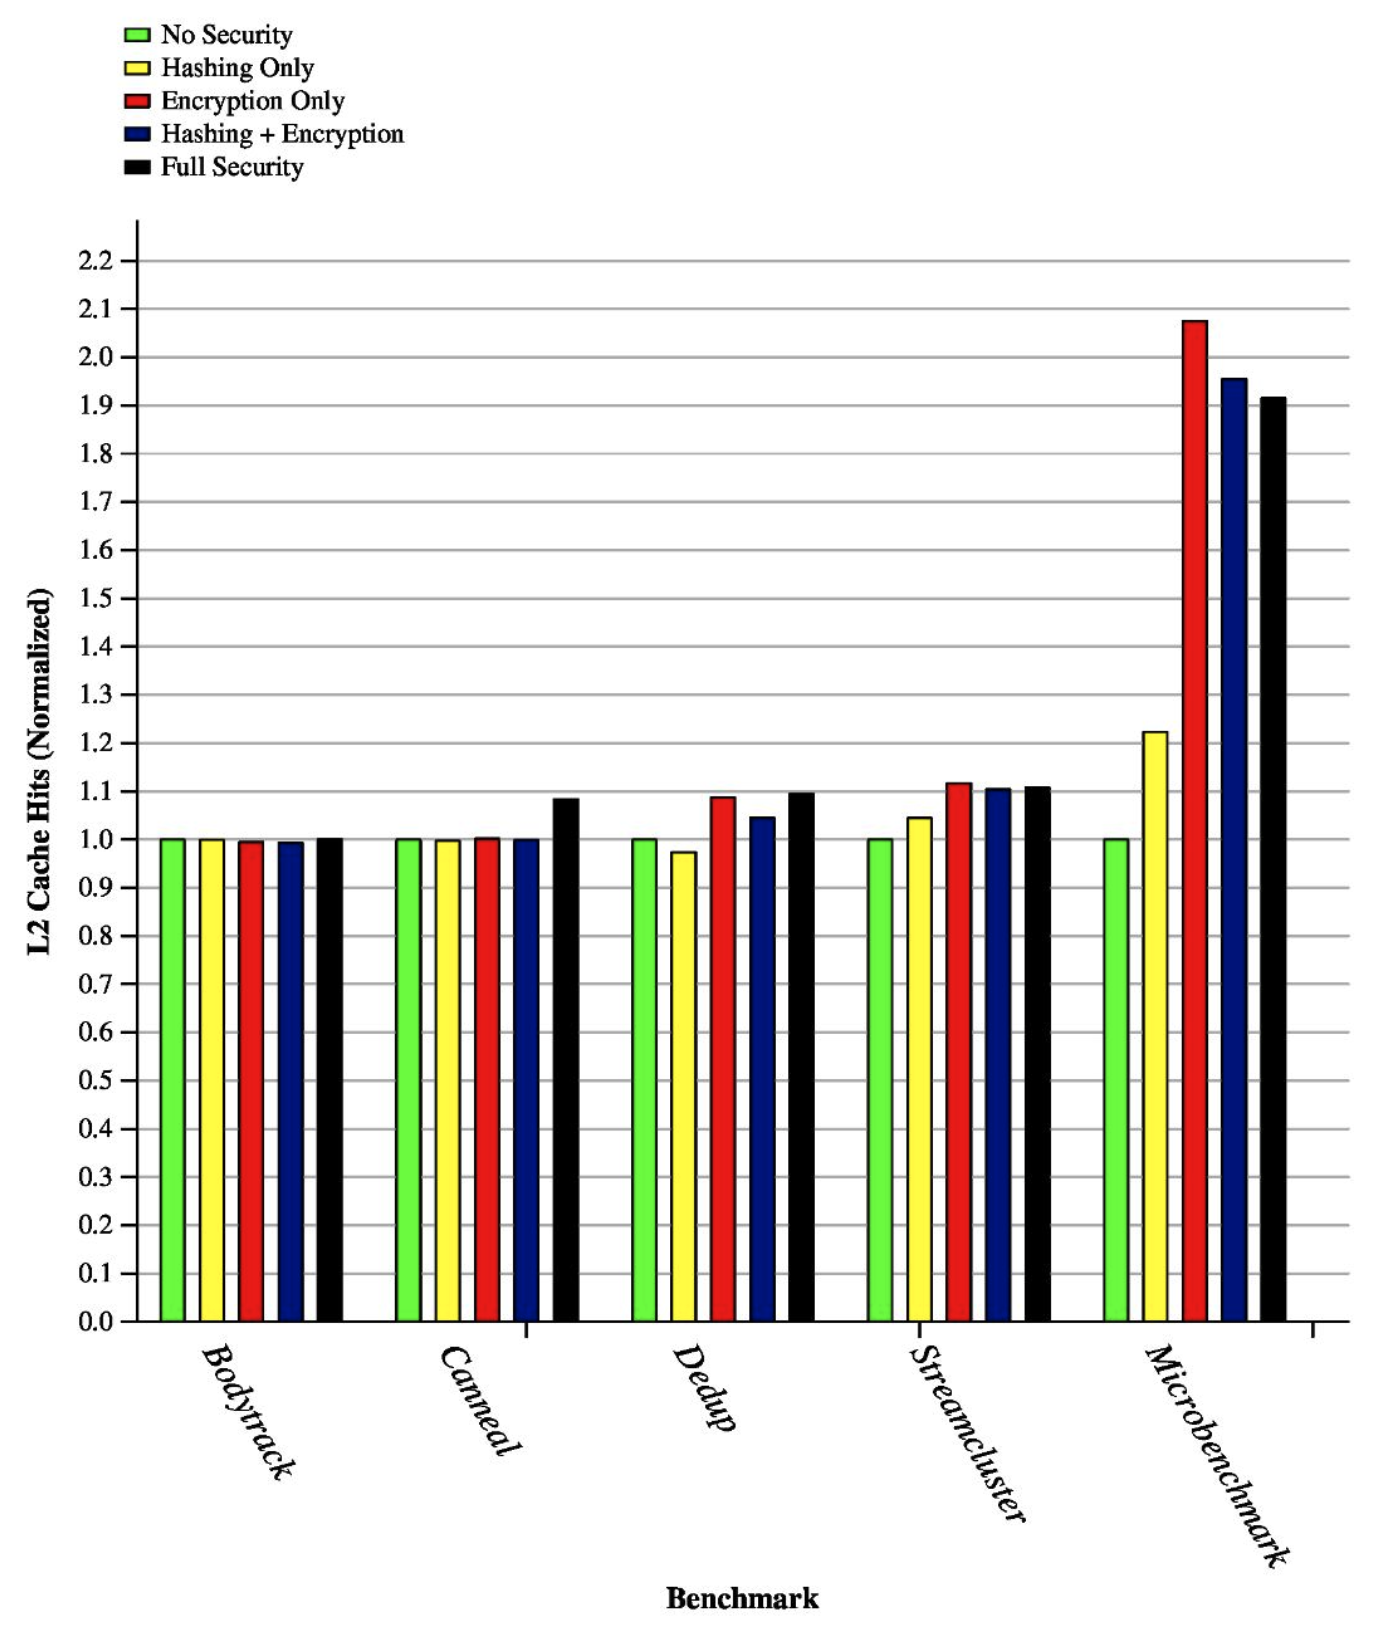 No Security
Hashing Only
Encryption Only
Hashing + Encryption
Full Security
2.2
2.1
2.0
1.9
1.8
1.7
1.6
1.5
1.4
1.3
1.2
1.1
1.0
0.9
0.8
0.7
0.6
0.5
0.4
0.3
0.2
0.1
0.0
L2 Cache Hits (Normalized)
Bodytrack
Canneal
Dedup
Streamcluster
Microbenchmark
Benchmark